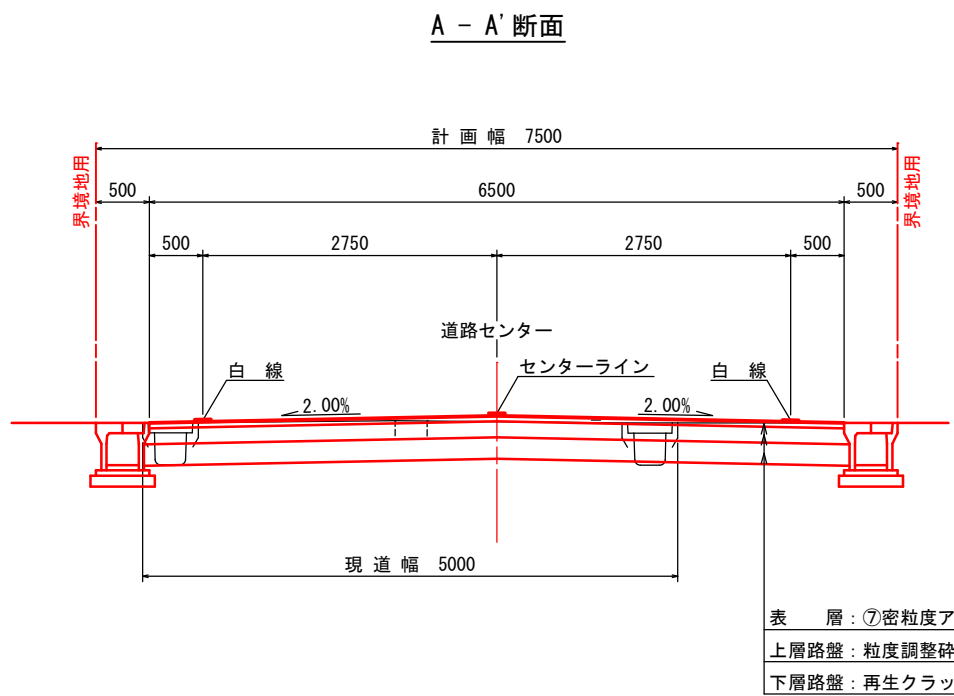 A - A'断面
計画幅 7500
界境地用
界境地用
500
6500
500
500
2750
2750
500
道路センター
白線
センターライン
白線
2.00%
2.00%
現道幅 5000
表層：⑦密粒度ア
上層路盤：粒度調整砕
下層路盤：再生クラッ